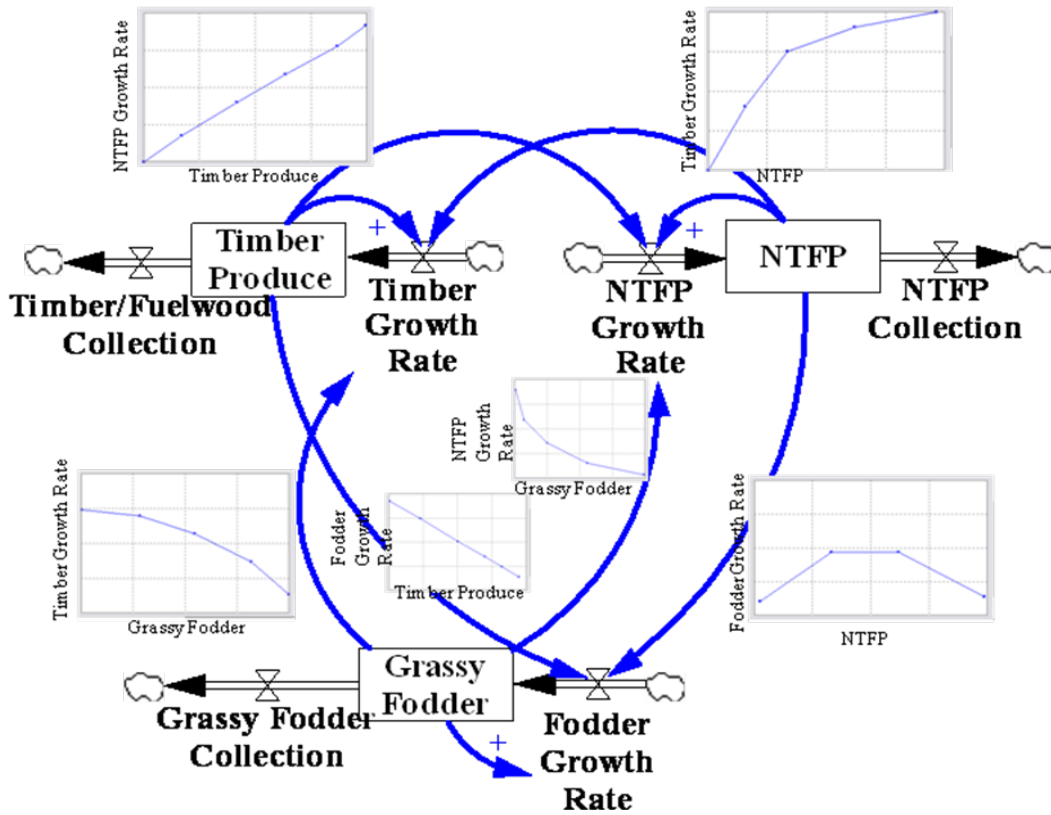 NTFP Growth Rate
Timber Produce
Timber Growth Rate
NTFP
+
+
Timber
Produce
NTFP
Timber/Fuelwood
Collection
Timber
Growth
Rate
NTFP
Growth
Rate
NTFP
Collection
NTFP
Growth
Rate
Grassy Fodder
Timber Growth Rate
Grassy Fodder
Fodder
Growth
Rate
Timber Produce
Fodder Growth Rate
NTFP
Grassy
Fodder
Grassy Fodder
Collection
+
Fodder
Growth
Rate